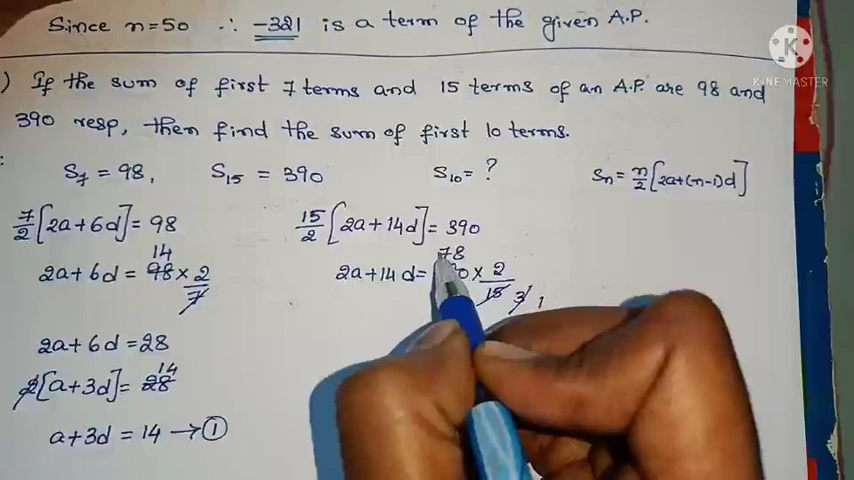 Since n=50 ∴ -321 is a term of the given A.P.
K
KINEMASTER
) If the sum of first 7 terms and 15 terms of an A.P. are 98 and
390 resp, then find the sum of first 10 terms.
:
S₇ = 98, S₁₅ = 390 S₁₀ = ? Sn = n/2 [2a+(n-1)d]
7/2 [2a+6d] = 98 15/2 [2a+14d] = 390
14 78
2a+6d = 98 × 2/7 2a+14d = 390 × 2/15 3 1
2a+6d = 28
14
2[a+3d] = 28
a+3d = 14 → ①